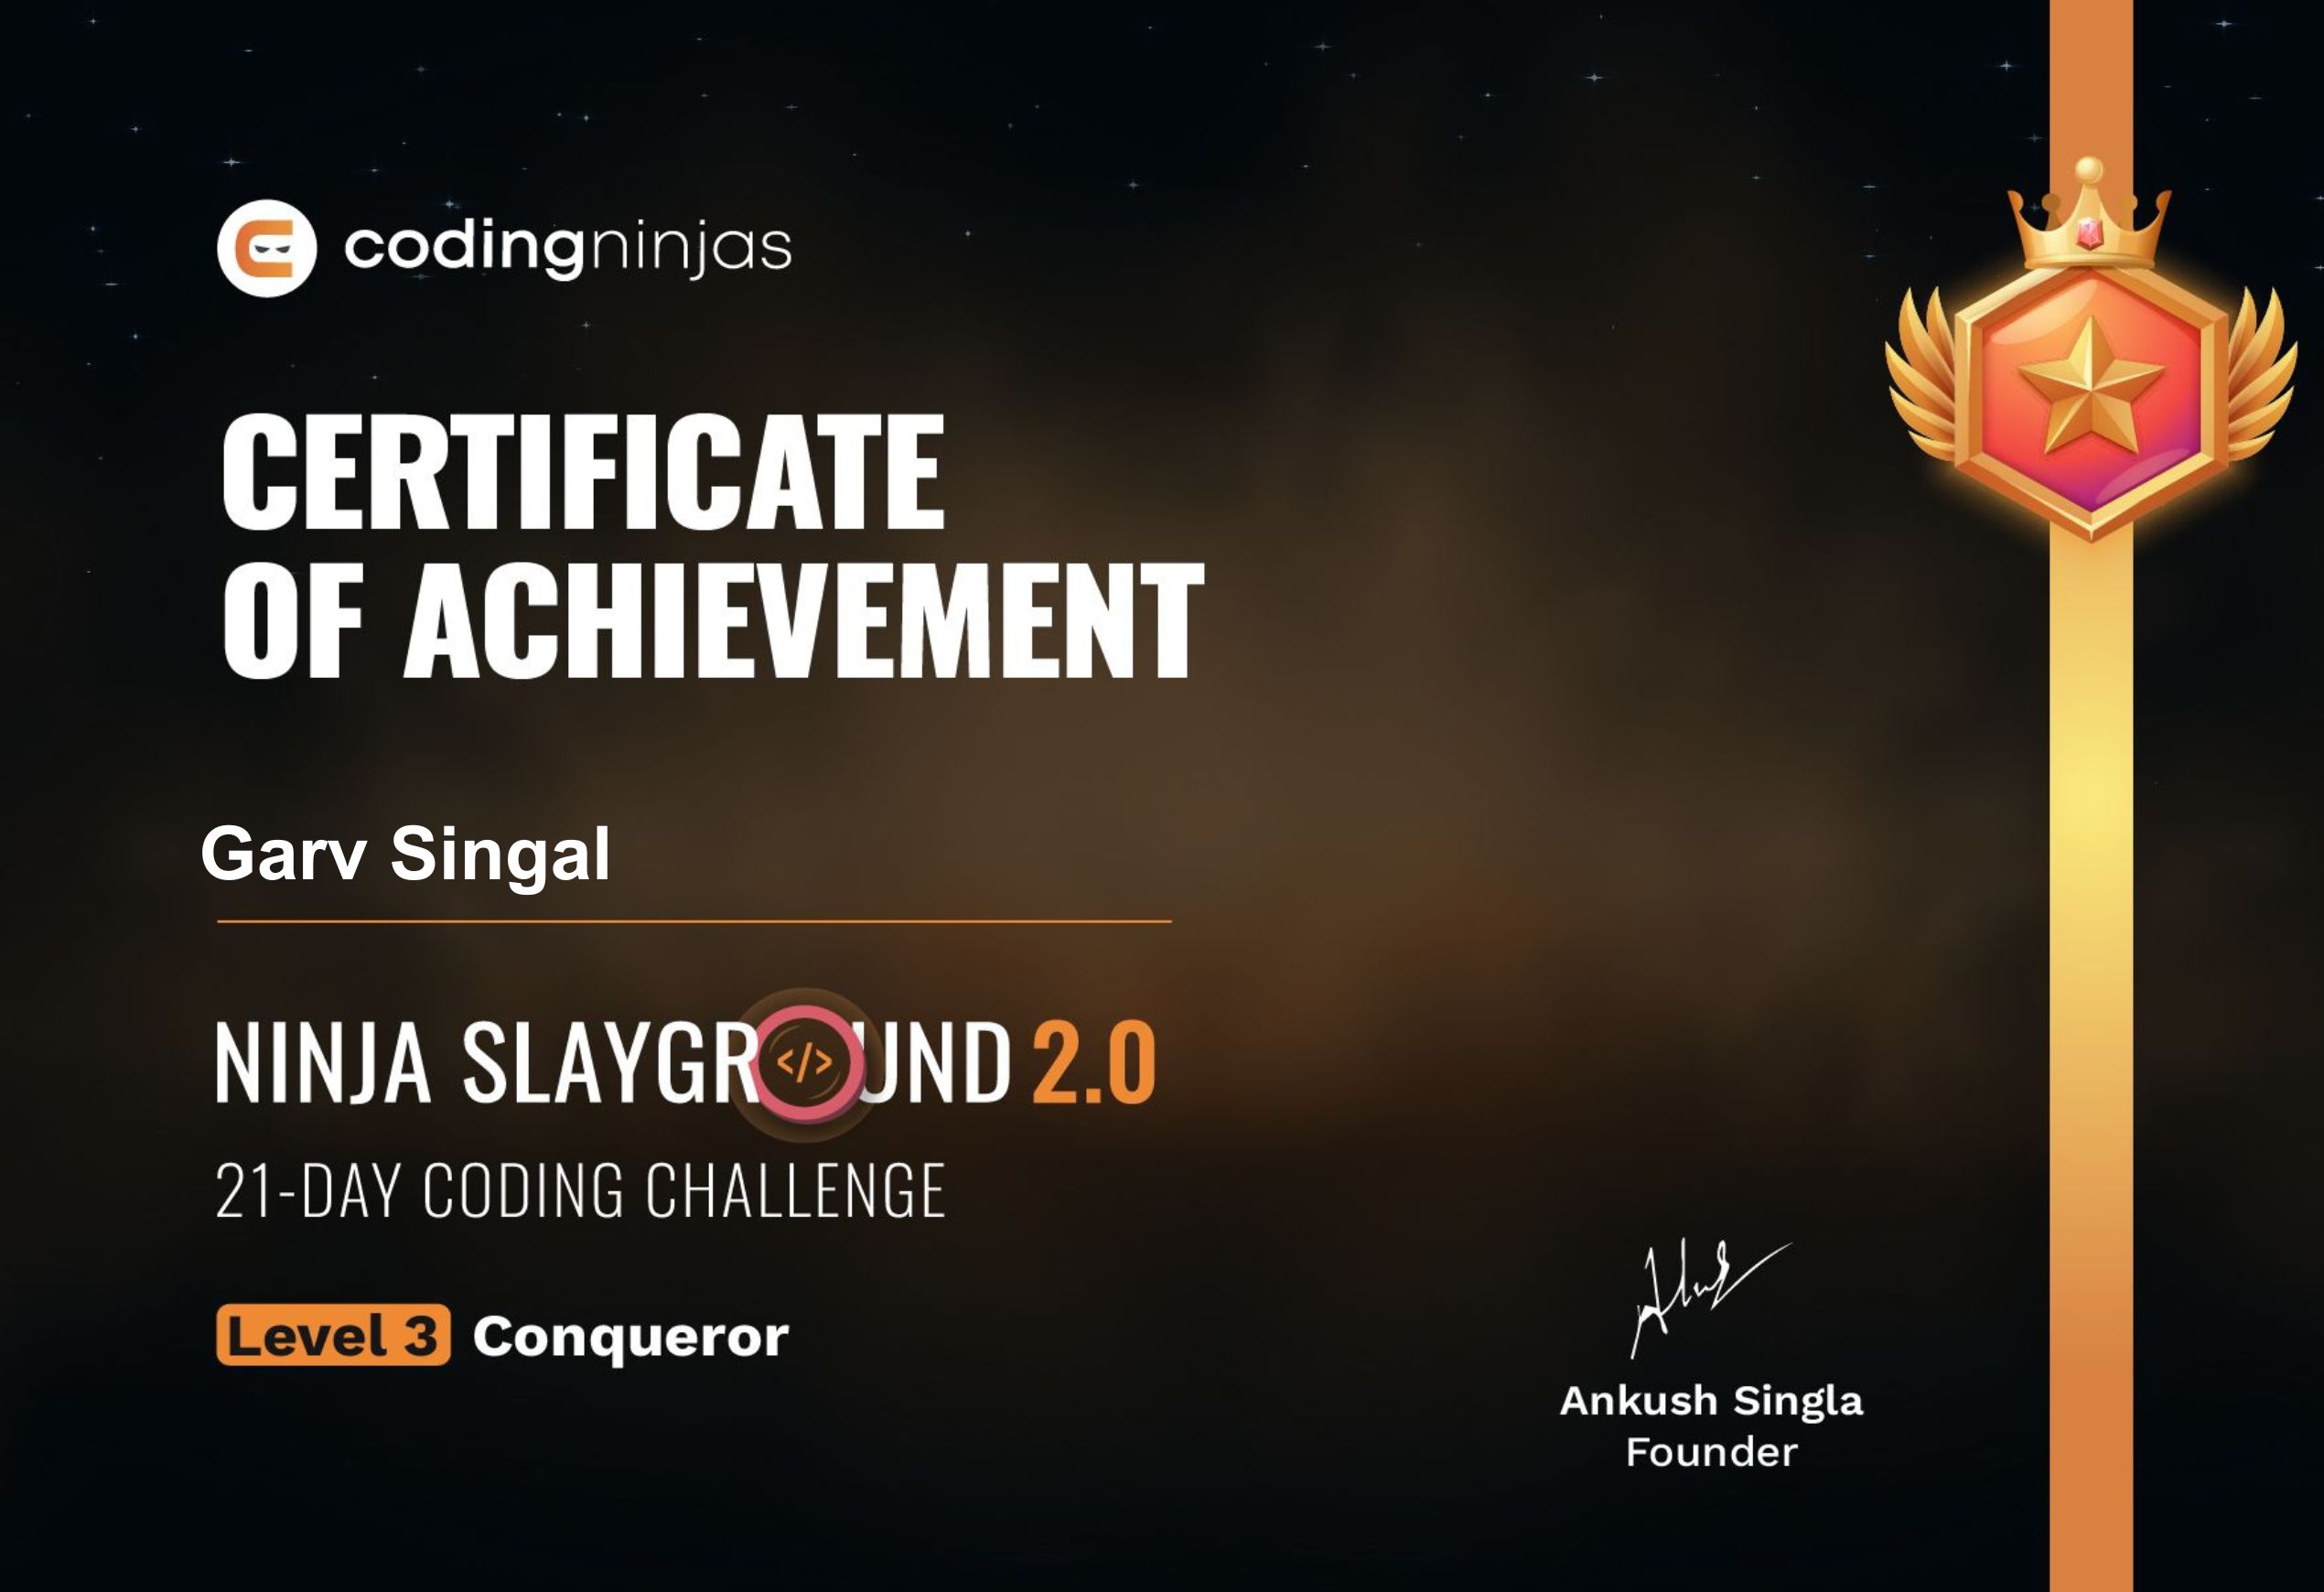 codingninjas
CERTIFICATE
OF ACHIEVEMENT
Garv Singal
NINJA SLAYGR</>UND 2.0
21-DAY CODING CHALLENGE
Level 3 Conqueror
Ankush Singla
Founder